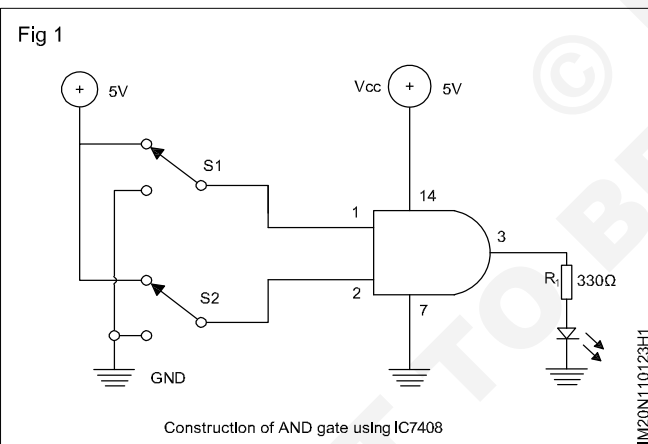 Fig 1
5V
Vcc
5V
S1
14
1
3
2
R1 330Ω
S2
7
GND
Construction of AND gate using IC7408
IM20N110123H1
©
TO B